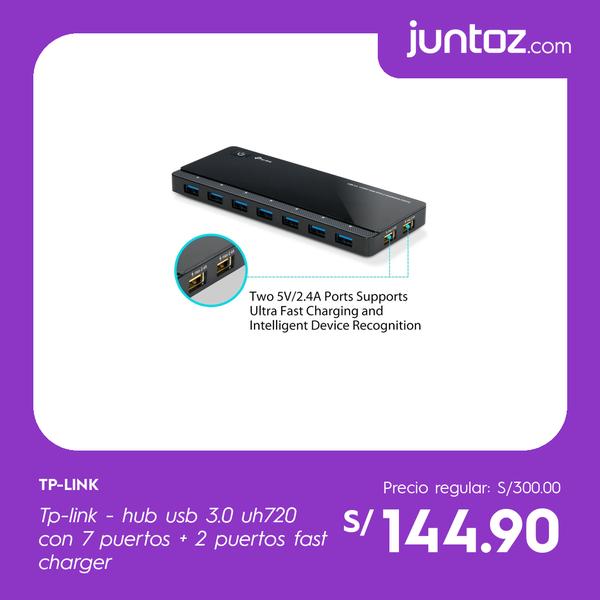 juntoz.com
Two 5V/2.4A Ports Supports
Ultra Fast Charging and
Intelligent Device Recognition
TP-LINK
Tp-link - hub usb 3.0 uh720
con 7 puertos + 2 puertos fast
charger
Precio regular: S/300.00
S/144.90